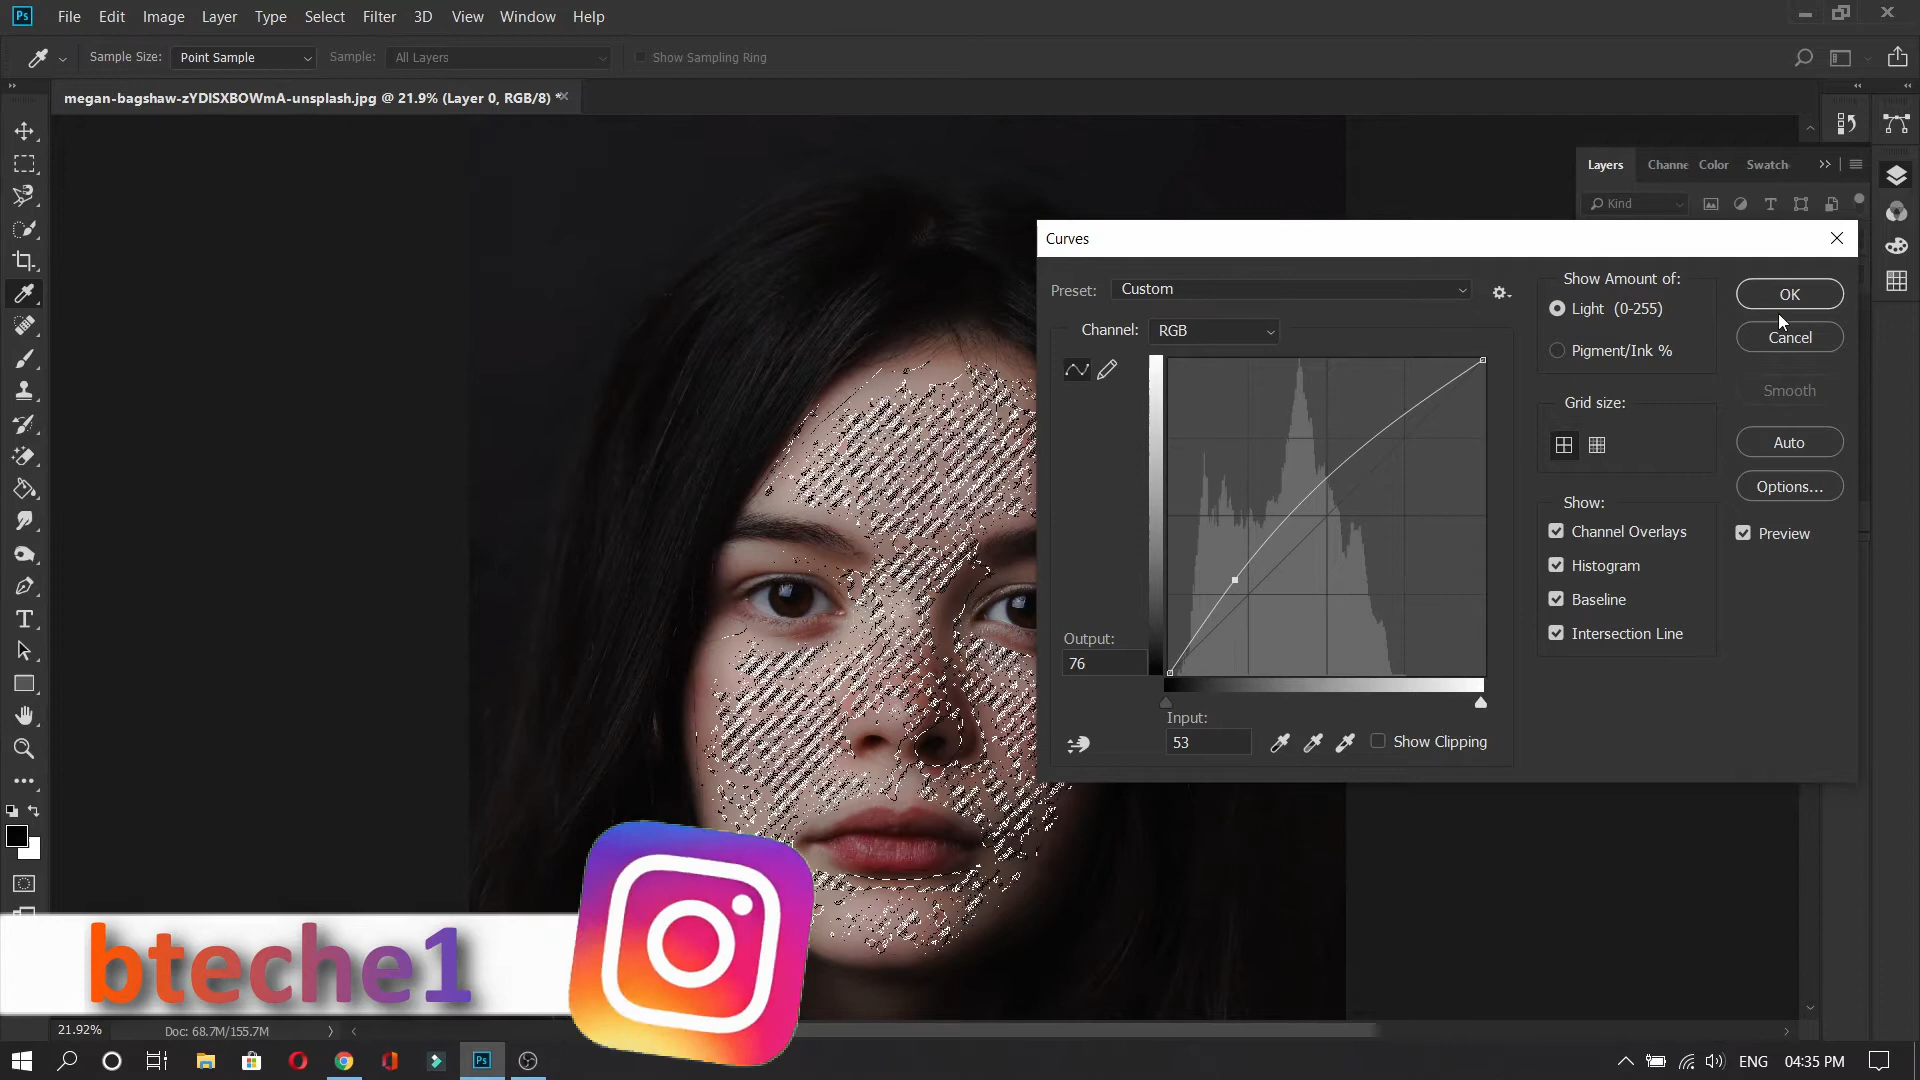 Ps File Edit Image Layer Type Select Filter 3D View Window Help
Sample Size: Point Sample Sample: All Layers Show Sampling Ring
megan-bagshaw-zYDISXBOWmA-unsplash.jpg @ 21.9% (Layer 0, RGB/8) *
Layers Channe Color Swatch
Kind
Curves
Preset: Custom
Channel: RGB
Output:
76
Input:
53
Show Clipping
Show Amount of:
Light (0-255)
Pigment/Ink %
Grid size:
Show:
Channel Overlays
Histogram
Baseline
Intersection Line
OK
Cancel
Smooth
Auto
Options...
Preview
bteche1
21.92% Doc: 68.7M/155.7M
Ps
ENG 04:35 PM